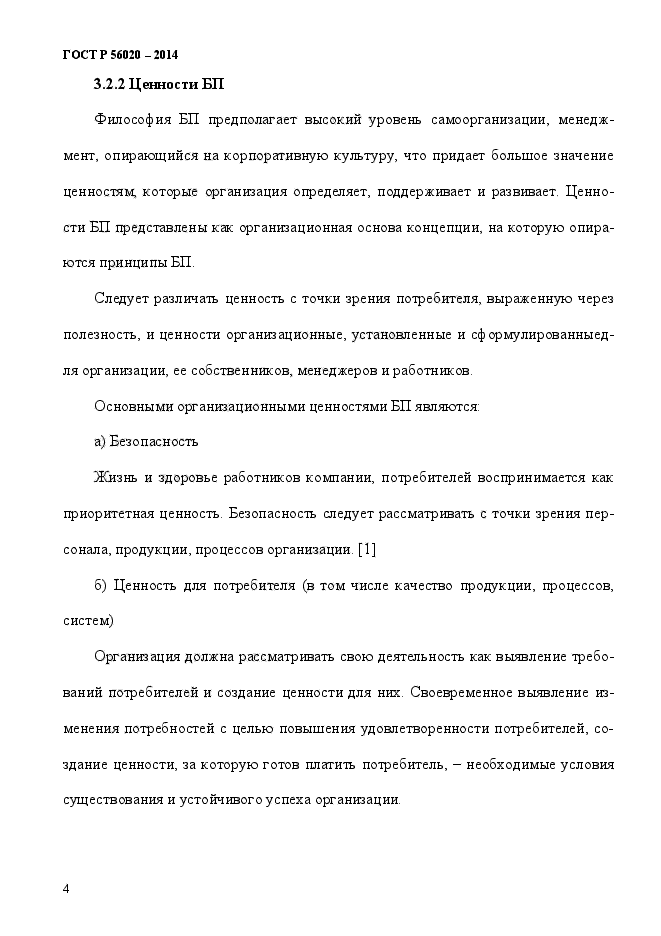 ГОСТ Р 56020 – 2014
3.2.2 Ценности БП
Философия БП предполагает высокий уровень самоорганизации, менедж-
мент, опирающийся на корпоративную культуру, что придает большое значение
ценностям, которые организация определяет, поддерживает и развивает. Ценно-
сти БП представлены как организационная основа концепции, на которую опира-
ются принципы БП.
Следует различать ценность с точки зрения потребителя, выраженную через
полезность, и ценности организационные, установленные и сформулированныед-
ля организации, ее собственников, менеджеров и работников.
Основными организационными ценностями БП являются:
а) Безопасность
Жизнь и здоровье работников компании, потребителей воспринимается как
приоритетная ценность. Безопасность следует рассматривать с точки зрения пер-
сонала, продукции, процессов организации. [1]
б) Ценность для потребителя (в том числе качество продукции, процессов,
систем)
Организация должна рассматривать свою деятельность как выявление требо-
ваний потребителей и создание ценности для них. Своевременное выявление из-
менения потребностей с целью повышения удовлетворенности потребителей, со-
здание ценности, за которую готов платить потребитель, – необходимые условия
существования и устойчивого успеха организации.
4